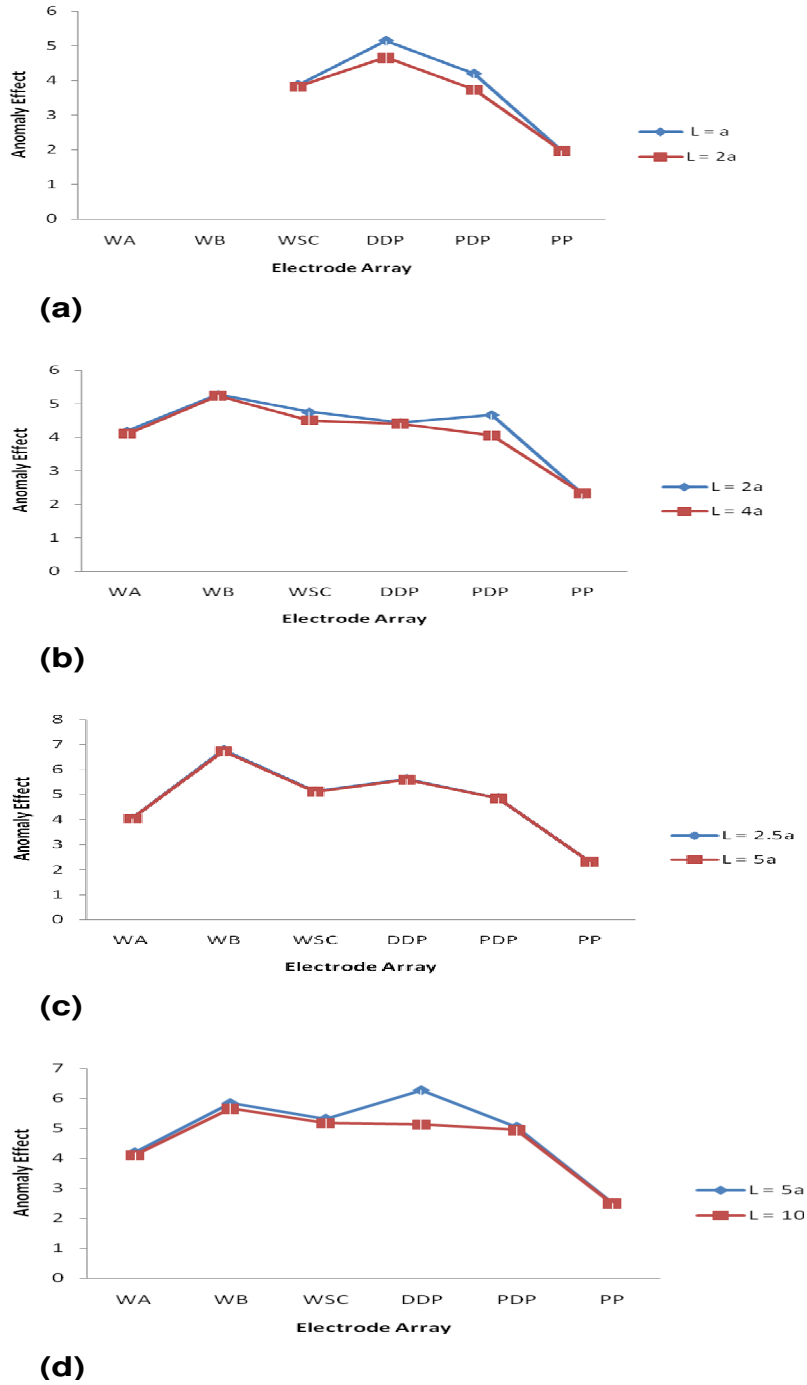 6
5
4
3
2
1
0
Anomaly Effect
WA WB WSC DDP PDP PP
Electrode Array
L = a
L = 2a
(a)
6
5
4
3
2
1
0
Anomaly Effect
WA WB WSC DDP PDP PP
Electrode Array
L = 2a
L = 4a
(b)
8
7
6
5
4
3
2
1
0
Anomaly Effect
WA WB WSC DDP PDP PP
Electrode Array
L = 2.5a
L = 5a
(c)
7
6
5
4
3
2
1
0
Anomaly Effect
WA WB WSC DDP PDP PP
Electrode Array
L = 5a
L = 10
(d)